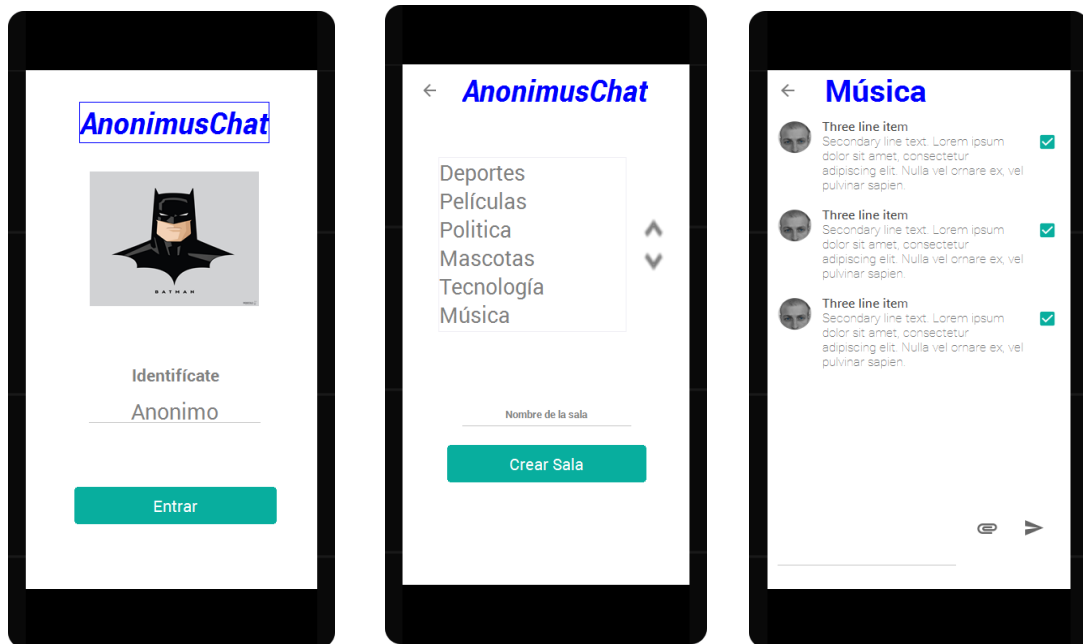 AnonimusChat
BATMAN
Identifícate
Anonimo
Entrar
AnonimusChat
Deportes
Películas
Politica
Mascotas
Tecnología
Música
Nombre de la sala
Crear Sala
Música
Three line item
Secondary line text. Lorem ipsum
dolor sit amet, consectetur
adipiscing elit. Nulla vel ornare ex, vel
pulvinar sapien.
Three line item
Secondary line text. Lorem ipsum
dolor sit amet, consectetur
adipiscing elit. Nulla vel ornare ex, vel
pulvinar sapien.
Three line item
Secondary line text. Lorem ipsum
dolor sit amet, consectetur
adipiscing elit. Nulla vel ornare ex, vel
pulvinar sapien.